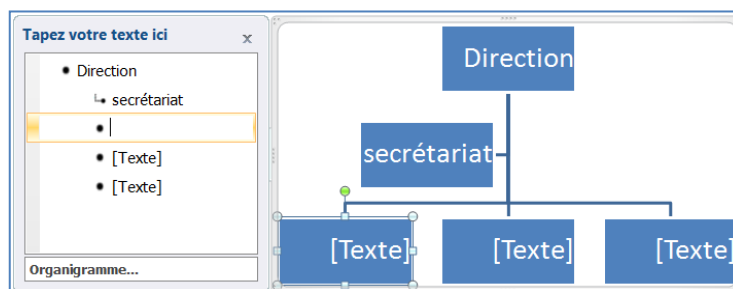 Tapez votre texte ici x
Direction
secrétariat
[Texte]
[Texte]
Organigramme...
Direction
secrétariat
[Texte] [Texte] [Texte]